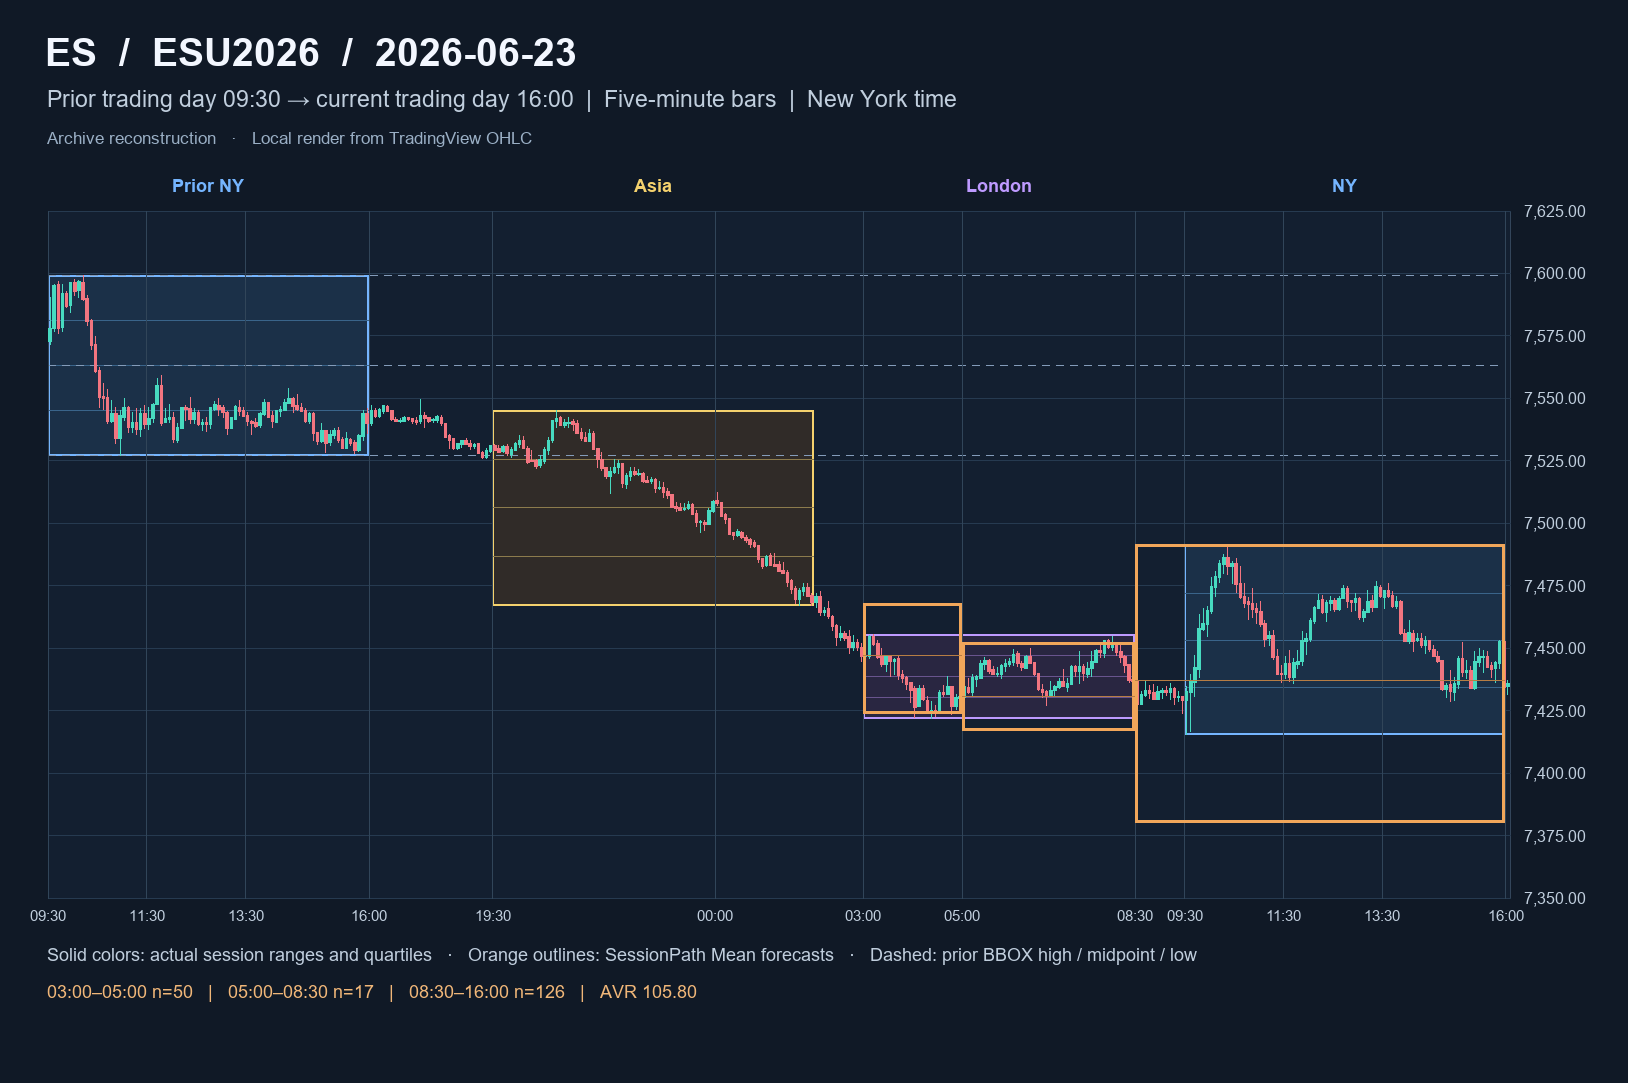 ES / ESU2026 / 2026-06-23
Prior trading day 09:30 → current trading day 16:00 | Five-minute bars | New York time
Archive reconstruction · Local render from TradingView OHLC
Prior NY Asia London NY
7,625.00
7,600.00
7,575.00
7,550.00
7,525.00
7,500.00
7,475.00
7,450.00
7,425.00
7,400.00
7,375.00
7,350.00
09:30 11:30 13:30 16:00 19:30 00:00 03:00 05:00 08:30 09:30 11:30 13:30 16:00
Solid colors: actual session ranges and quartiles · Orange outlines: SessionPath Mean forecasts · Dashed: prior BBOX high / midpoint / low
03:00–05:00 n=50 | 05:00–08:30 n=17 | 08:30–16:00 n=126 | AVR 105.80